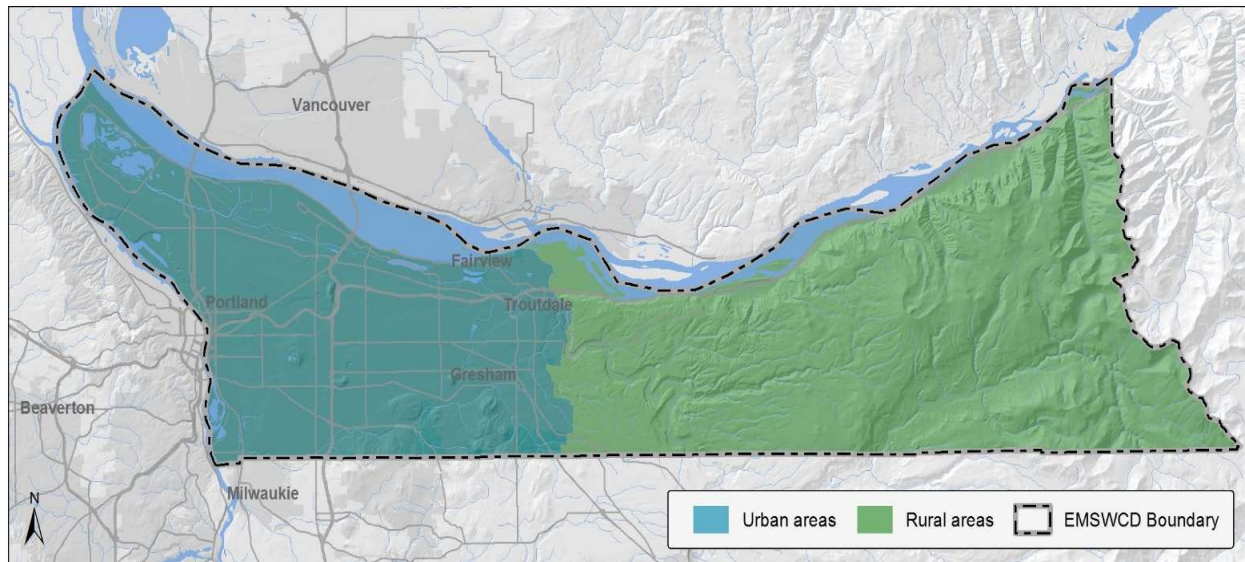 Vancouver
Fairview
Portland
Troutdale
Gresham
Beaverton
Milwaukie
N
Urban areas
Rural areas
EMSWCD Boundary